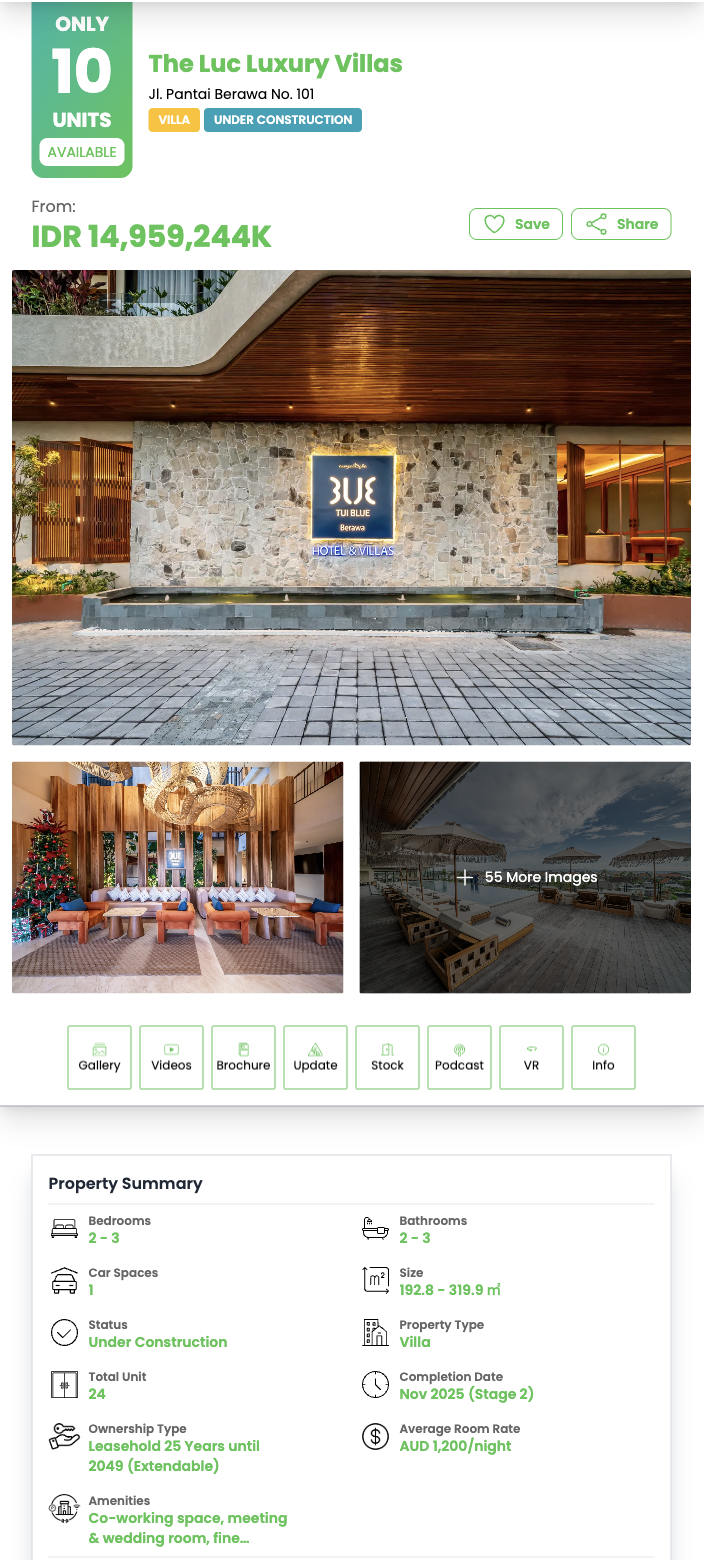 ONLY
10
UNITS
AVAILABLE
The Luc Luxury Villas
Jl. Pantai Berawa No. 101
VILLA
UNDER CONSTRUCTION
From:
IDR 14,959,244K
Save
Share
BUE
TUI BLUE
Berawa
HOTEL & VILLAS
BUE
55 More Images
Gallery
Videos
Brochure
Update
Stock
Podcast
VR
Info
Property Summary
Bedrooms
2 - 3
Bathrooms
2 - 3
Car Spaces
1
Size
192.8 - 319.9 ㎡
Status
Under Construction
Property Type
Villa
Total Unit
24
Completion Date
Nov 2025 (Stage 2)
Ownership Type
Leasehold 25 Years until
2049 (Extendable)
Average Room Rate
AUD 1,200/night
Amenities
Co-working space, meeting
& wedding room, fine...